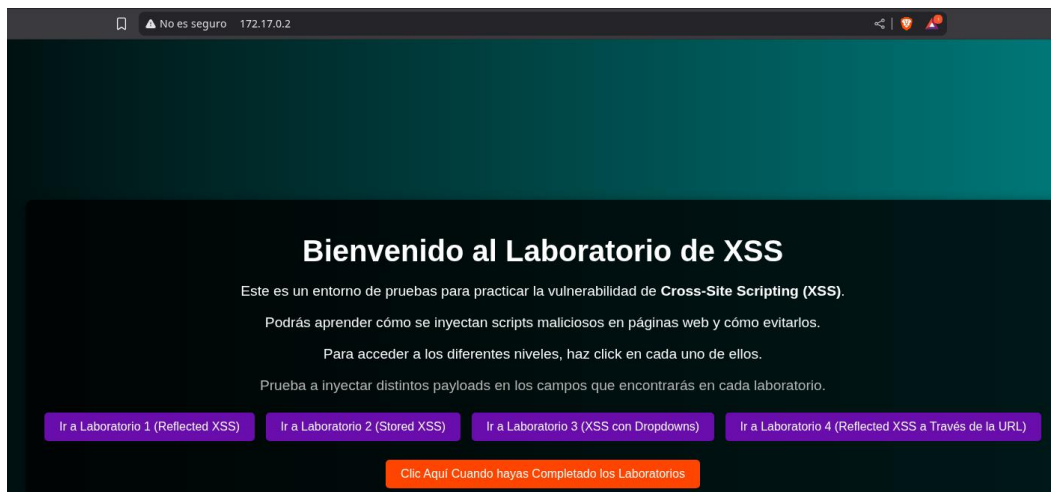 No es seguro 172.17.0.2
Bienvenido al Laboratorio de XSS
Este es un entorno de pruebas para practicar la vulnerabilidad de Cross-Site Scripting (XSS).
Podrás aprender cómo se inyectan scripts maliciosos en páginas web y cómo evitarlos.
Para acceder a los diferentes niveles, haz click en cada uno de ellos.
Prueba a inyectar distintos payloads en los campos que encontrarás en cada laboratorio.
Ir a Laboratorio 1 (Reflected XSS) Ir a Laboratorio 2 (Stored XSS) Ir a Laboratorio 3 (XSS con Dropdowns) Ir a Laboratorio 4 (Reflected XSS a Través de la URL)
Clic Aquí Cuando hayas Completado los Laboratorios